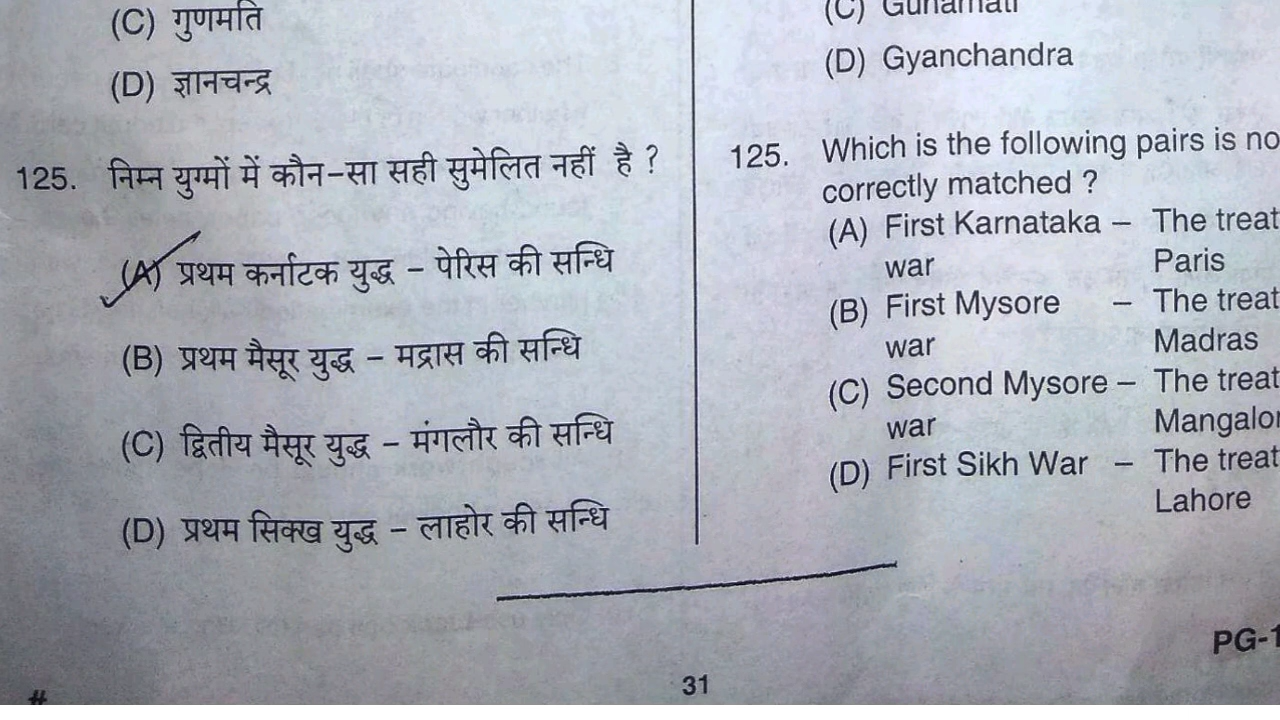 (C) गुणमति
(D) ज्ञानचन्द्र
125. निम्न युग्मों में कौन-सा सही सुमेलित नहीं है ?
(A) प्रथम कर्नाटक युद्ध – पेरिस की सन्धि
(B) प्रथम मैसूर युद्ध – मद्रास की सन्धि
(C) द्वितीय मैसूर युद्ध – मंगलौर की सन्धि
(D) प्रथम सिक्ख युद्ध – लाहोर की सन्धि
(C) Gunamati
(D) Gyanchandra
125. Which is the following pairs is no
correctly matched ?
(A) First Karnataka – The treat
war Paris
(B) First Mysore – The treat
war Madras
(C) Second Mysore – The treat
war Mangalor
(D) First Sikh War – The treat
Lahore
PG-1
31
#